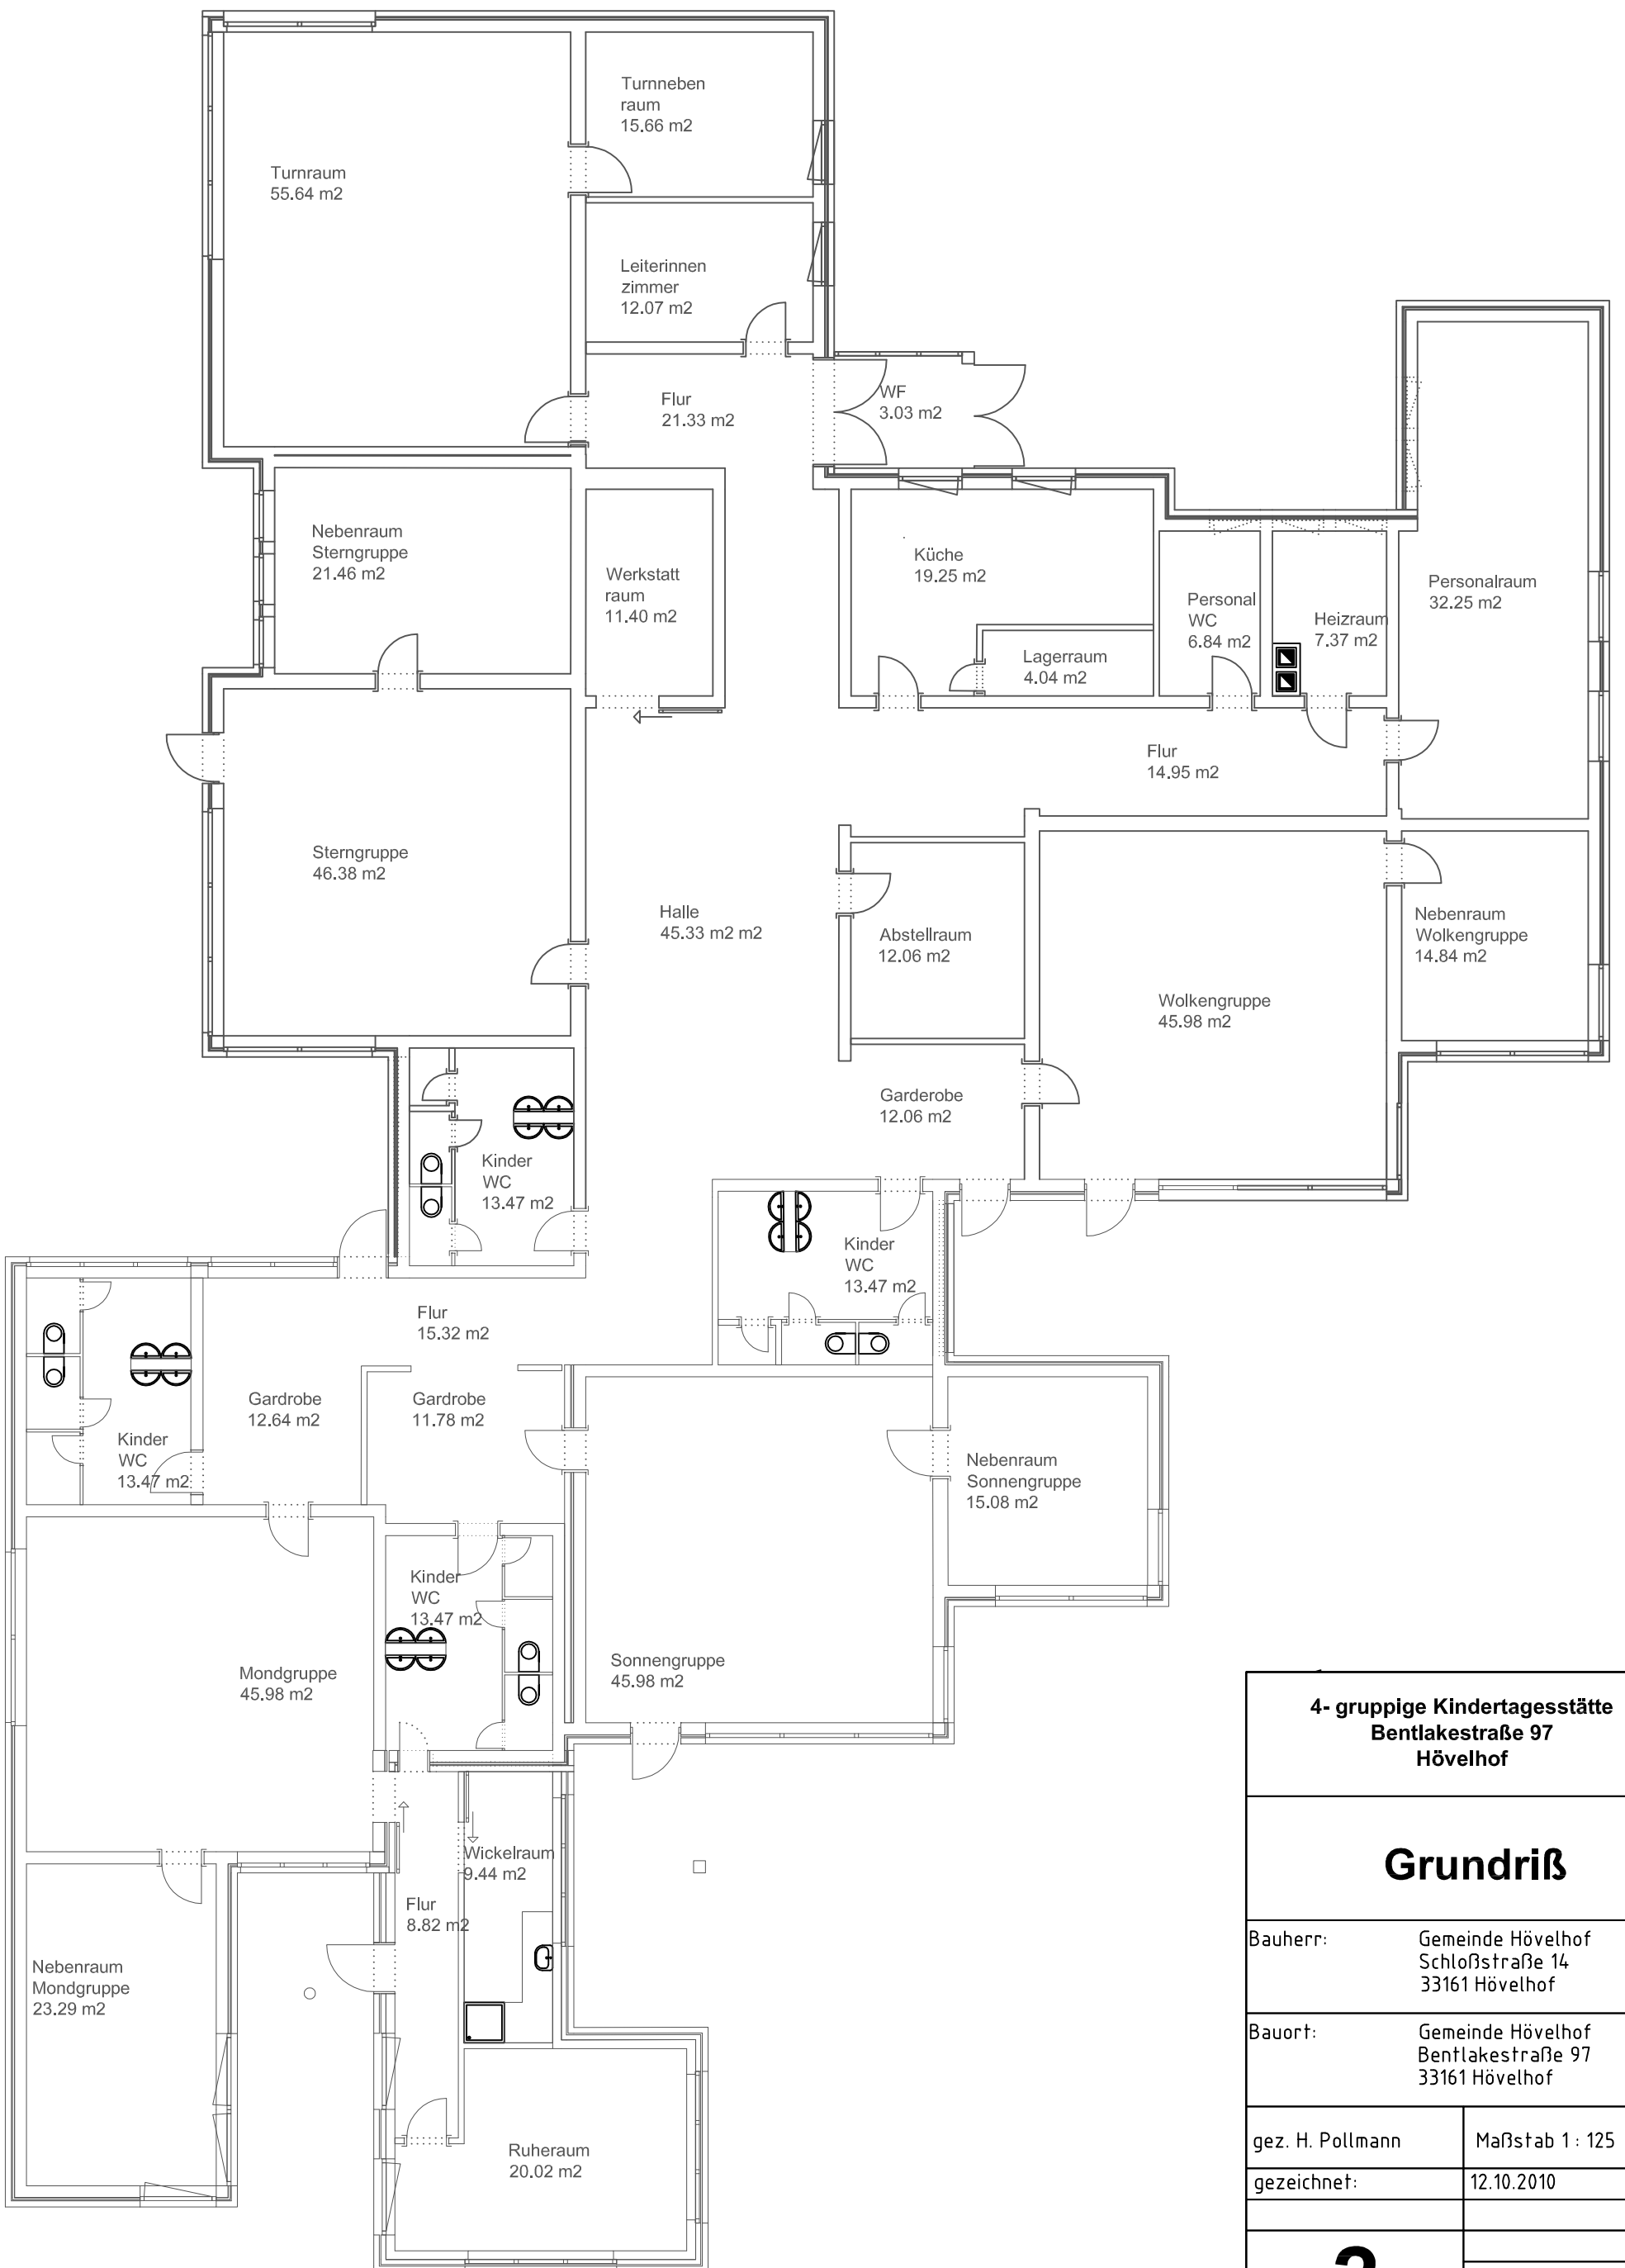 Turnneben
raum
15.66 m2
Turnraum
55.64 m2
Leiterinnen
zimmer
12.07 m2
Flur
21.33 m2
WF
3.03 m2
Nebenraum
Sterngruppe
21.46 m2
Werkstatt
raum
11.40 m2
Küche
19.25 m2
Personal
WC
6.84 m2
Heizraum
7.37 m2
Personalraum
32.25 m2
Lagerraum
4.04 m2
Flur
14.95 m2
Sterngruppe
46.38 m2
Halle
45.33 m2 m2
Abstellraum
12.06 m2
Nebenraum
Wolkengruppe
14.84 m2
Wolkengruppe
45.98 m2
Garderobe
12.06 m2
Kinder
WC
13.47 m2
Kinder
WC
13.47 m2
Flur
15.32 m2
Gardrobe
12.64 m2
Gardrobe
11.78 m2
Kinder
WC
13.47 m2
Nebenraum
Sonnengruppe
15.08 m2
Kinder
WC
13.47 m2
Mondgruppe
45.98 m2
Sonnengruppe
45.98 m2
Wickelraum
9.44 m2
Flur
8.82 m2
Nebenraum
Mondgruppe
23.29 m2
Ruheraum
20.02 m2
4- gruppige Kindertagesstätte
Bentlakestraße 97
Hövelhof
Grundriß
Bauherr: Gemeinde Hövelhof
Schloßstraße 14
33161 Hövelhof
Bauort: Gemeinde Hövelhof
Bentlakestraße 97
33161 Hövelhof
gez. H. Pollmann Maßstab 1 : 125
gezeichnet: 12.10.2010